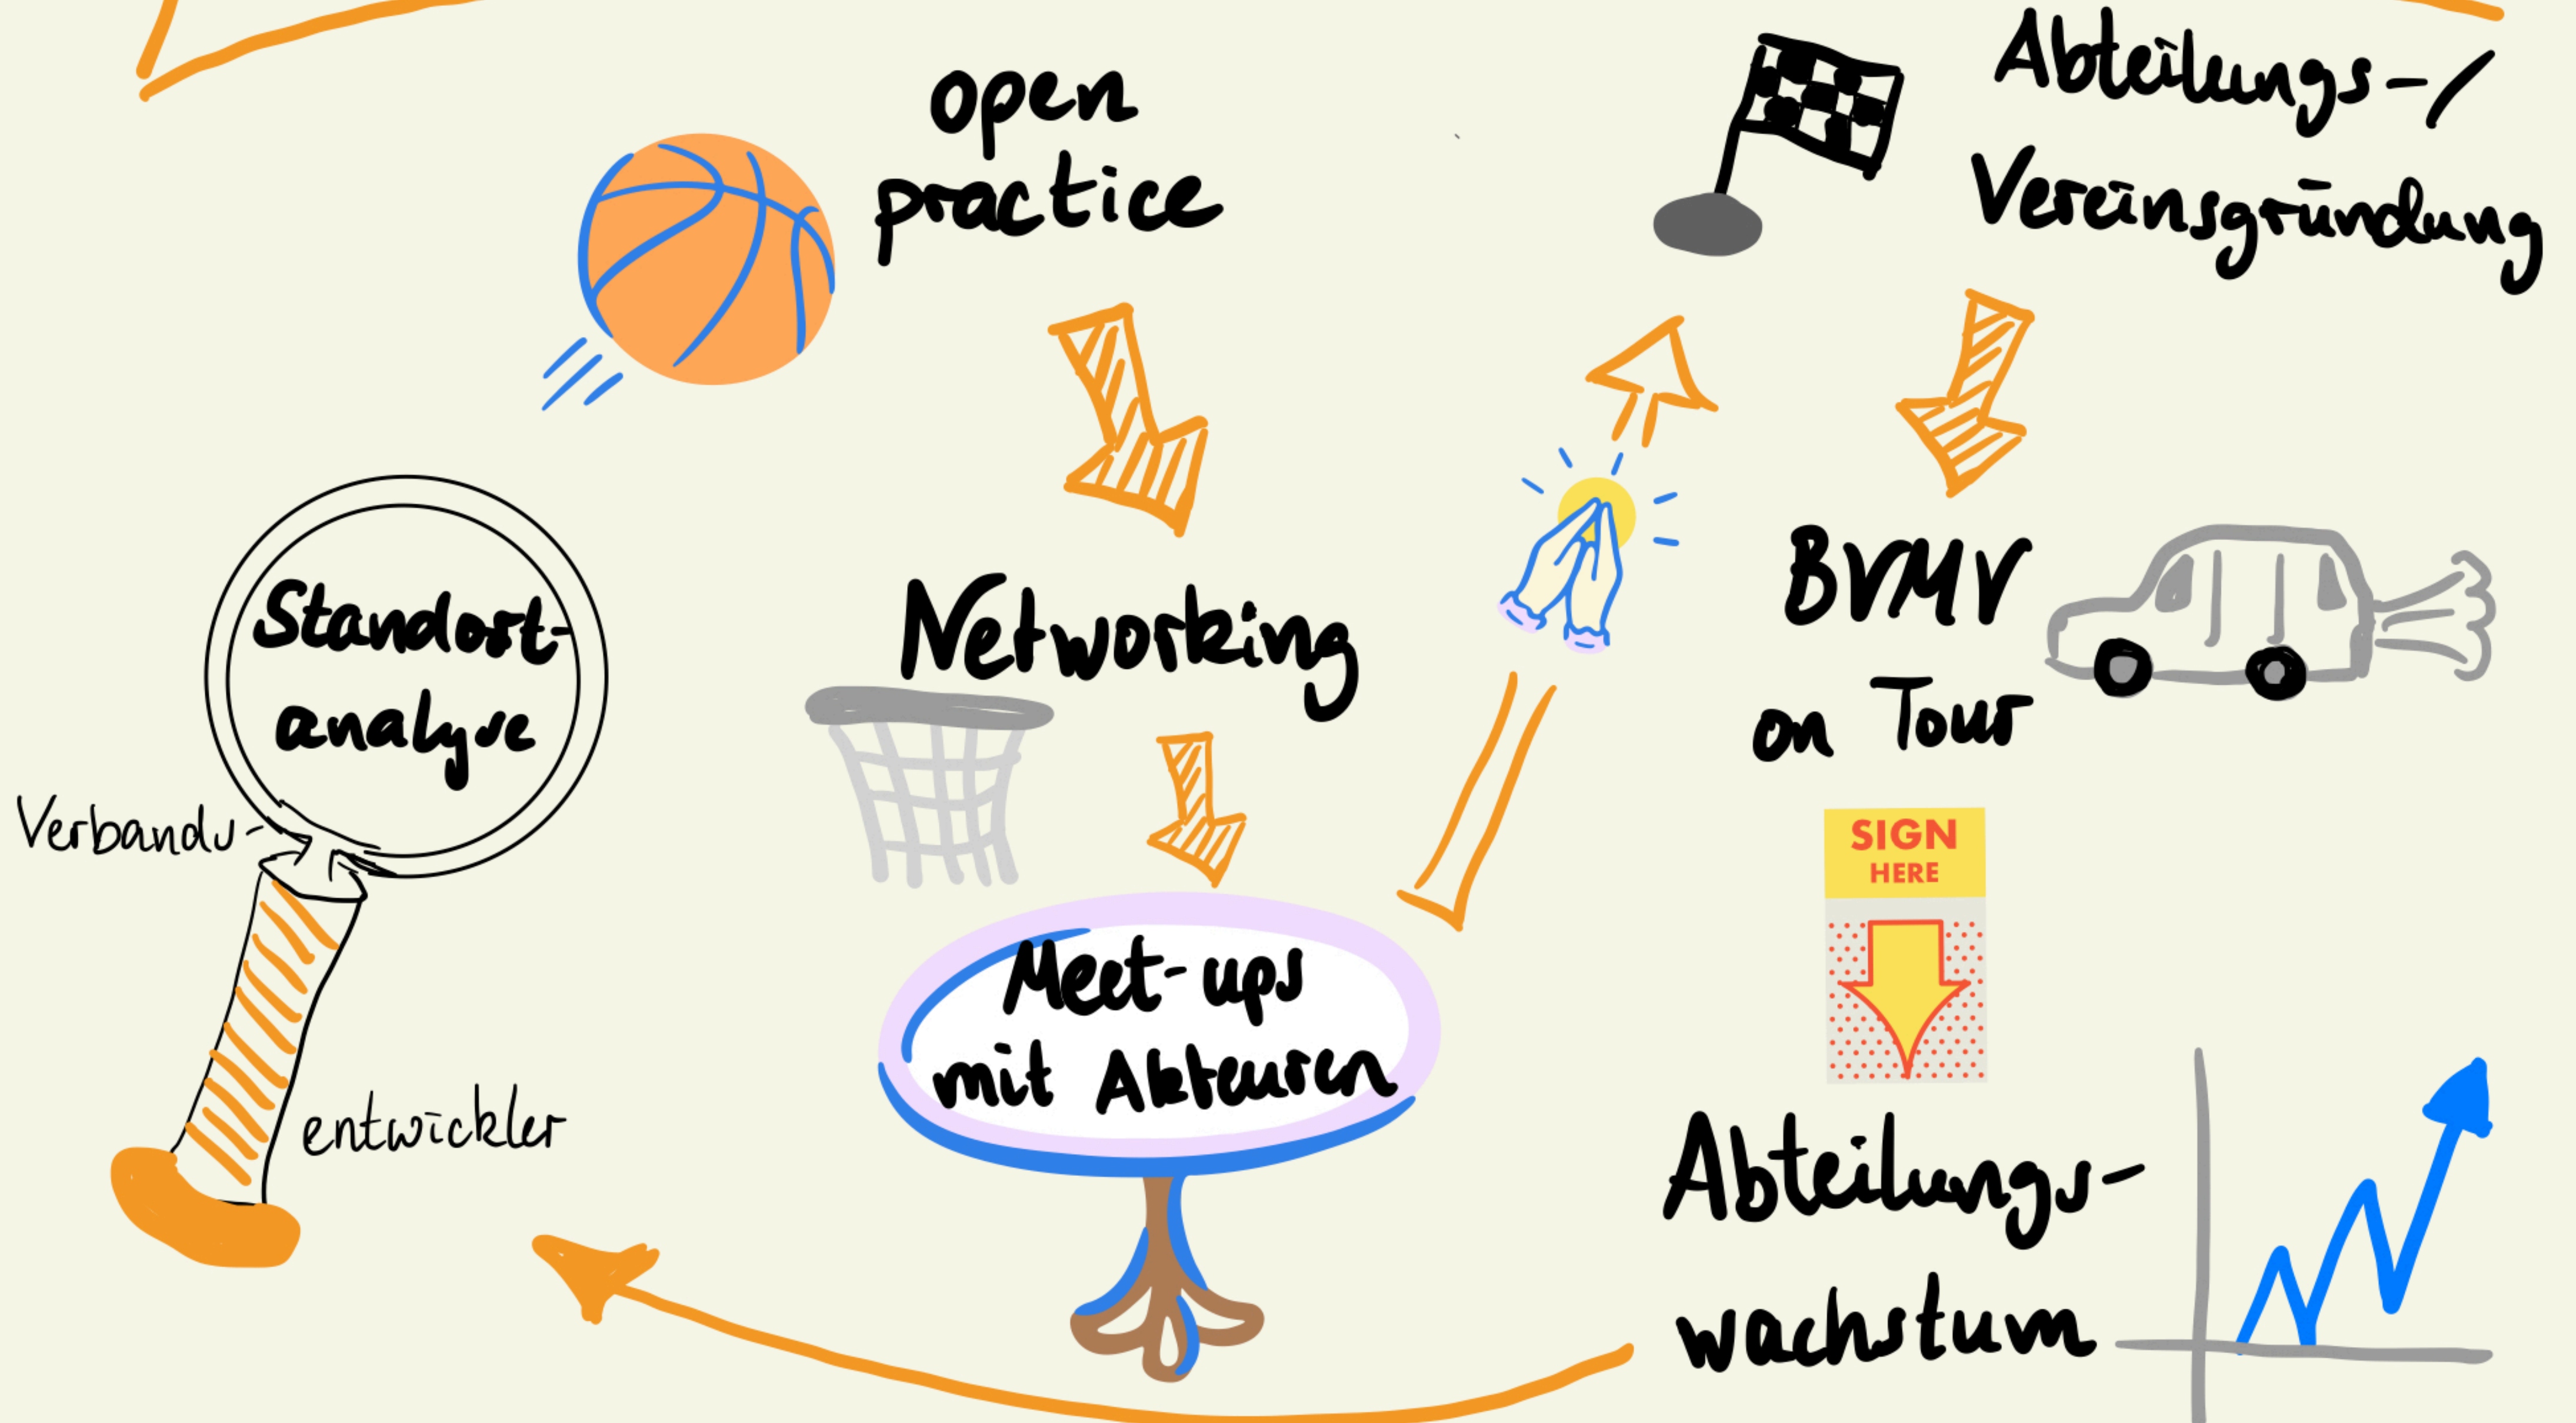 open
practice
Abteilungs-/
Vereinsgründung
Standort-
analyse
Verbands-
entwickler
Networking
Meet-ups
mit Akteuren
BVMV
on Tour
SIGN
HERE
Abteilungs-
wachstum